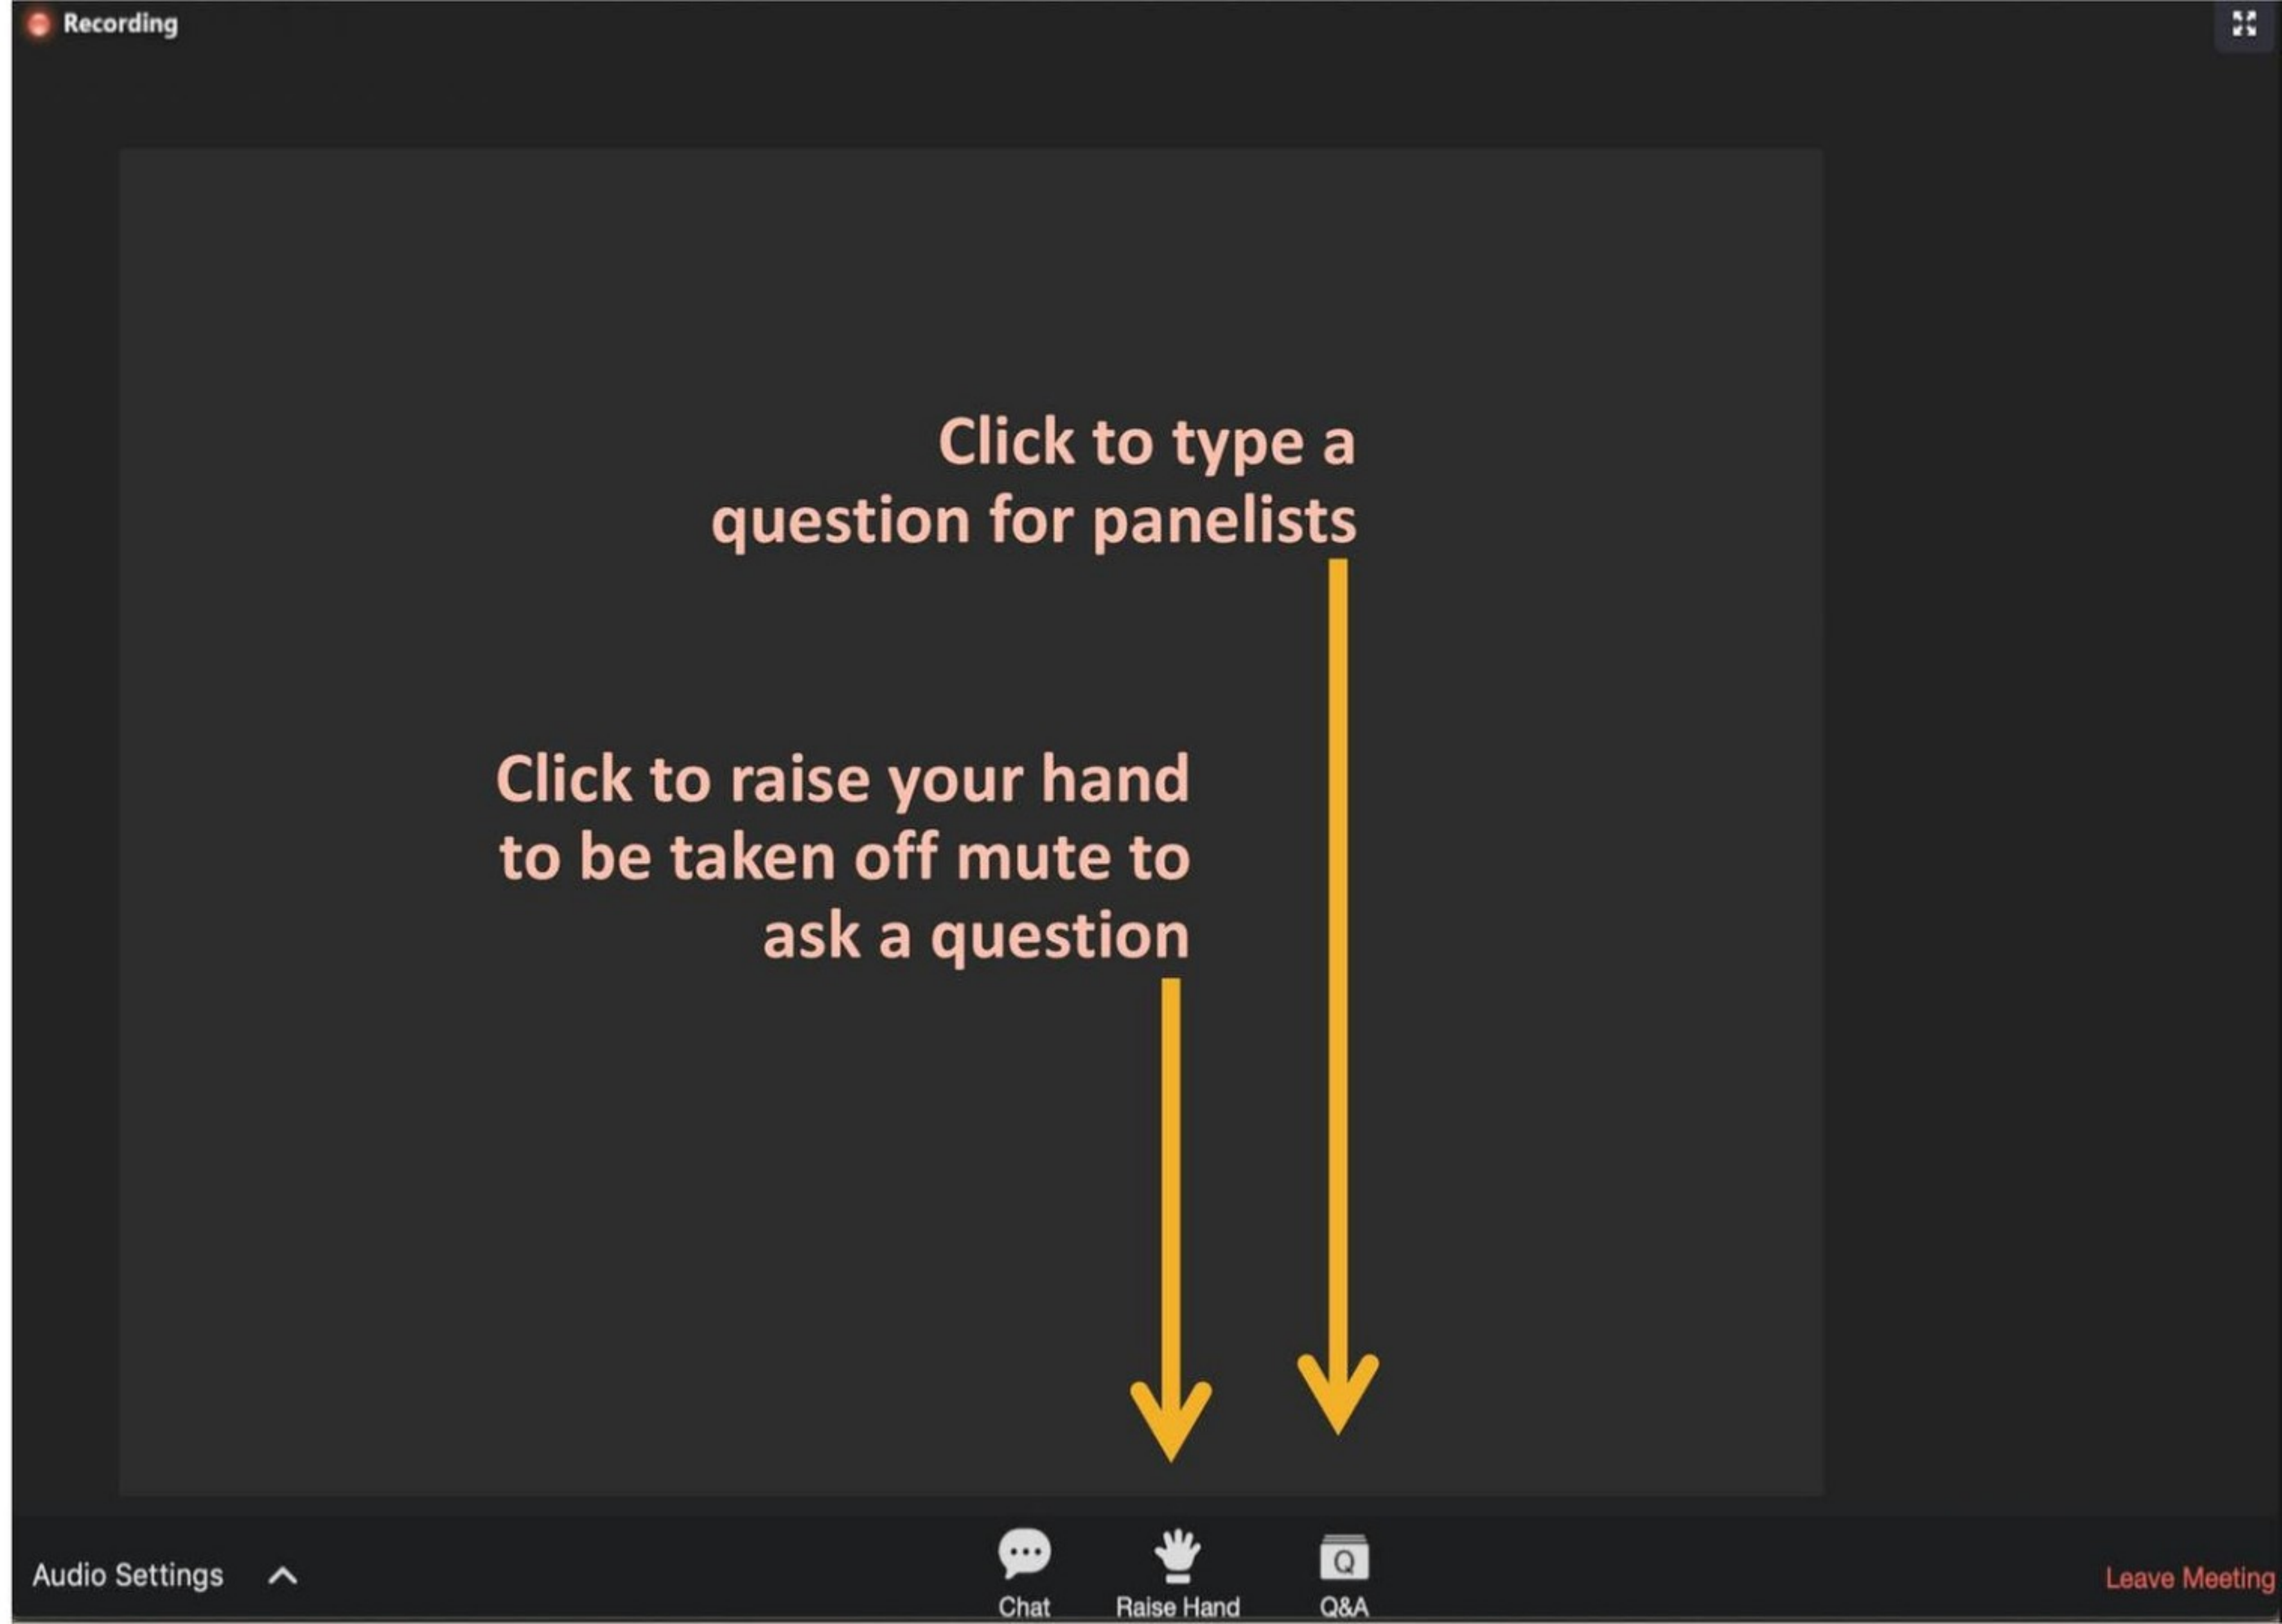 Recording
Click to type a
question for panelists
Click to raise your hand
to be taken off mute to
ask a question
Audio Settings
Chat
Raise Hand
Q
Q&A
Leave Meeting